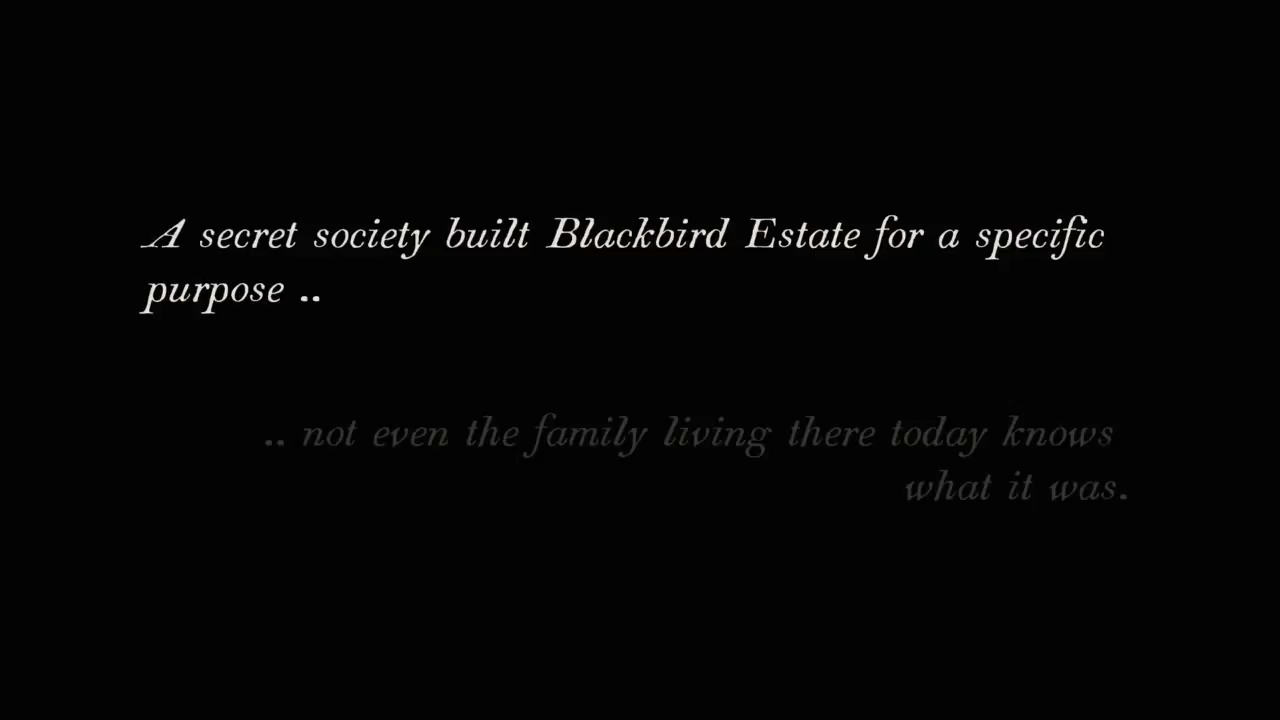 A secret society built Blackbird Estate for a specific
purpose ..
.. not even the family living there today knows
what it was.